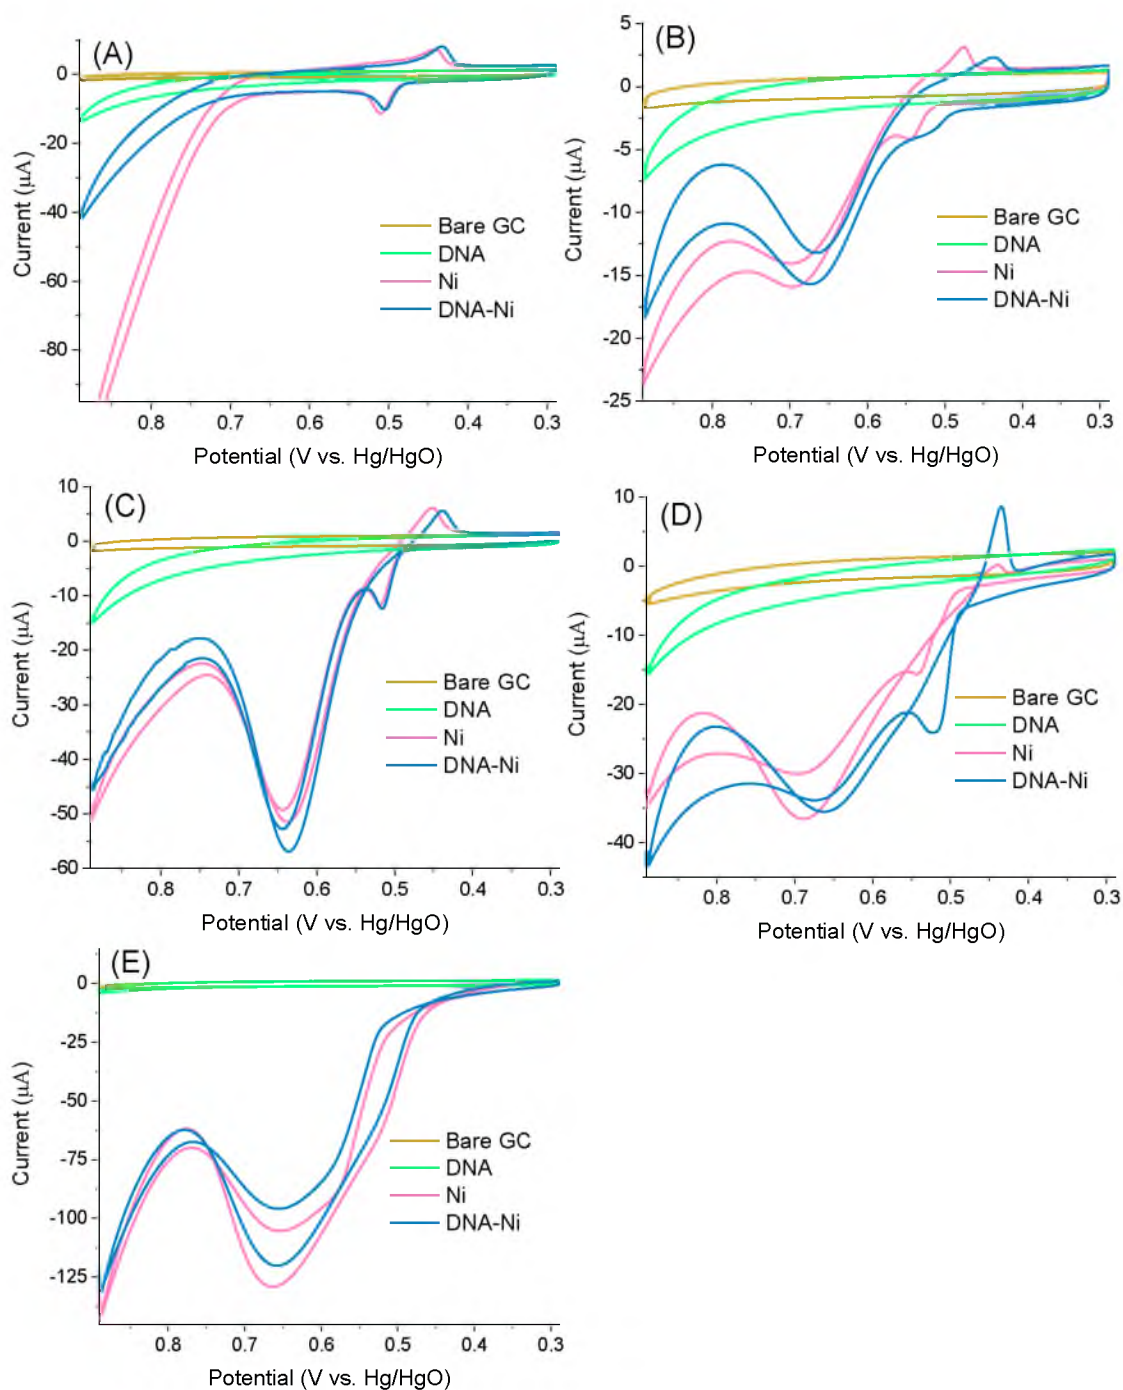 (A)
0
-20
-40
-60
-80
Current (μA)
Bare GC
DNA
Ni
DNA-Ni
0.8 0.7 0.6 0.5 0.4 0.3
Potential (V vs. Hg/HgO)
(B)
5
0
-5
-10
-15
-20
-25
Current (μA)
Bare GC
DNA
Ni
DNA-Ni
0.8 0.7 0.6 0.5 0.4 0.3
Potential (V vs. Hg/HgO)
(C)
10
0
-10
-20
-30
-40
-50
-60
Current (μA)
Bare GC
DNA
Ni
DNA-Ni
0.8 0.7 0.6 0.5 0.4 0.3
Potential (V vs. Hg/HgO)
(D)
10
0
-10
-20
-30
-40
Current (μA)
Bare GC
DNA
Ni
DNA-Ni
0.8 0.7 0.6 0.5 0.4 0.3
Potential (V vs. Hg/HgO)
(E)
0
-25
-50
-75
-100
-125
Current (μA)
Bare GC
DNA
Ni
DNA-Ni
0.8 0.7 0.6 0.5 0.4 0.3
Potential (V vs. Hg/HgO)